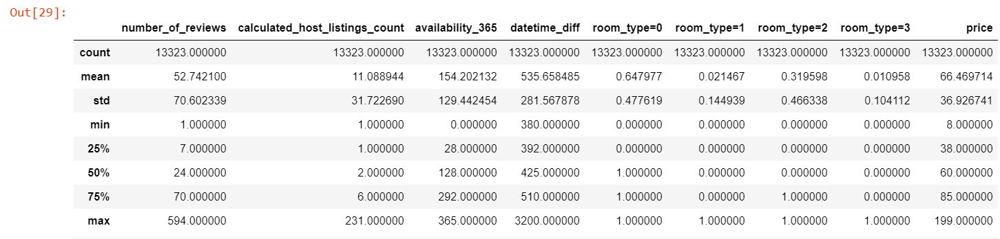 Out[29]:
number_of_reviews calculated_host_listings_count availability_365 datetime_diff room_type=0 room_type=1 room_type=2 room_type=3 price
count 13323.000000 13323.000000 13323.000000 13323.000000 13323.000000 13323.000000 13323.000000 13323.000000 13323.000000
mean 52.742100 11.088944 154.202132 535.658485 0.647977 0.021467 0.319598 0.010958 66.469714
std 70.602339 31.722690 129.442454 281.567878 0.477619 0.144939 0.466338 0.104112 36.926741
min 1.000000 1.000000 0.000000 380.000000 0.000000 0.000000 0.000000 0.000000 8.000000
25% 7.000000 1.000000 28.000000 392.000000 0.000000 0.000000 0.000000 0.000000 38.000000
50% 24.000000 2.000000 128.000000 425.000000 1.000000 0.000000 0.000000 0.000000 60.000000
75% 70.000000 6.000000 292.000000 510.000000 1.000000 0.000000 1.000000 0.000000 85.000000
max 594.000000 231.000000 365.000000 3200.000000 1.000000 1.000000 1.000000 1.000000 199.000000